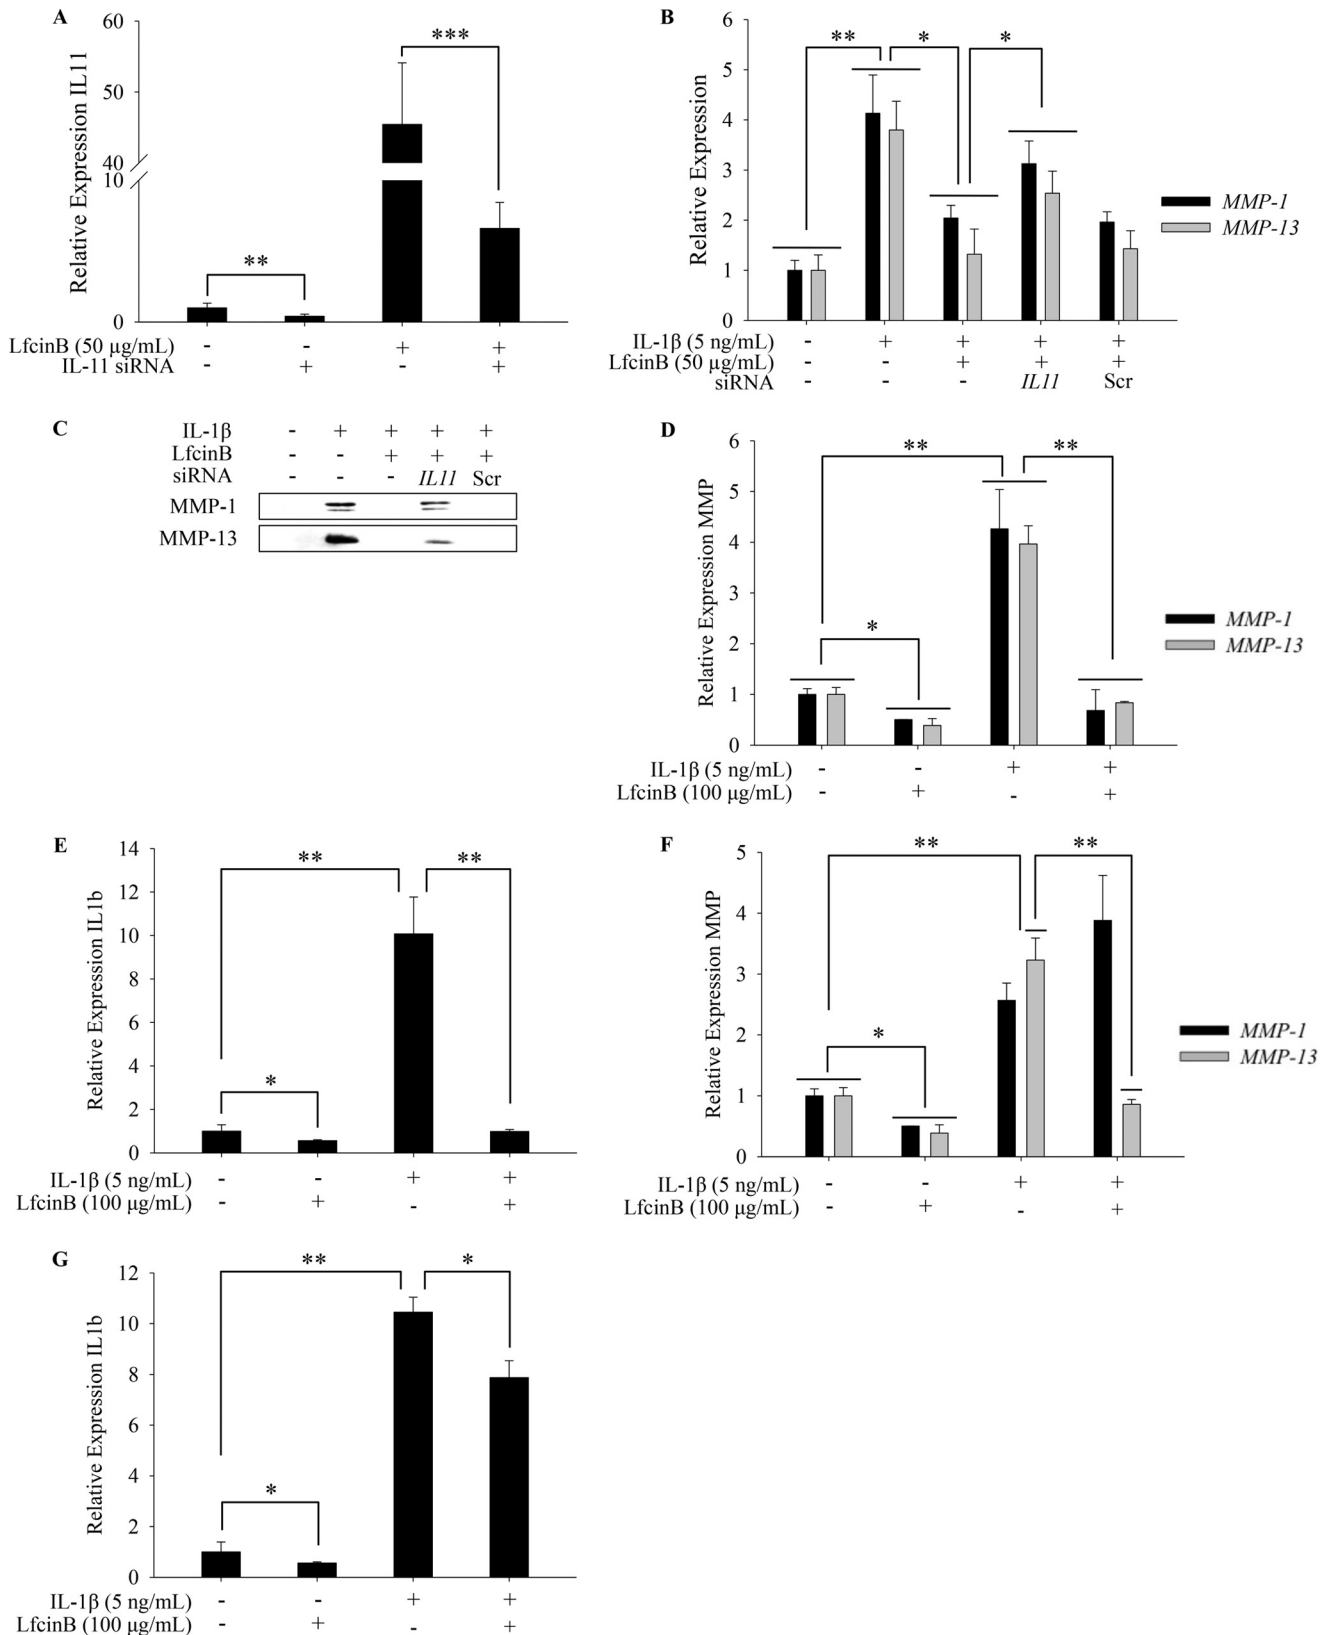 A
Relative Expression IL11
60
50
40
10
0
***
**
LfcinB (50 µg/mL) - - + +
IL-11 siRNA - + - +
B
Relative Expression
6
5
4
3
2
1
0
** * *
MMP-1
MMP-13
IL-1β (5 ng/mL) - + + + +
LfcinB (50 µg/mL) - - + + +
siRNA - - - IL11 Scr
C
IL-1β - + + + +
LfcinB - - + + +
siRNA - - - IL11 Scr
MMP-1
MMP-13
D
Relative Expression MMP
6
5
4
3
2
1
0
** **
*
MMP-1
MMP-13
IL-1β (5 ng/mL) - - + +
LfcinB (100 µg/mL) - + - +
E
Relative Expression IL1b
14
12
10
8
6
4
2
0
** **
*
IL-1β (5 ng/mL) - - + +
LfcinB (100 µg/mL) - + - +
F
Relative Expression MMP
5
4
3
2
1
0
** **
*
MMP-1
MMP-13
IL-1β (5 ng/mL) - - + +
LfcinB (100 µg/mL) - + - +
G
Relative Expression IL1b
12
10
8
6
4
2
0
** *
*
IL-1β (5 ng/mL) - - + +
LfcinB (100 µg/mL) - + - +